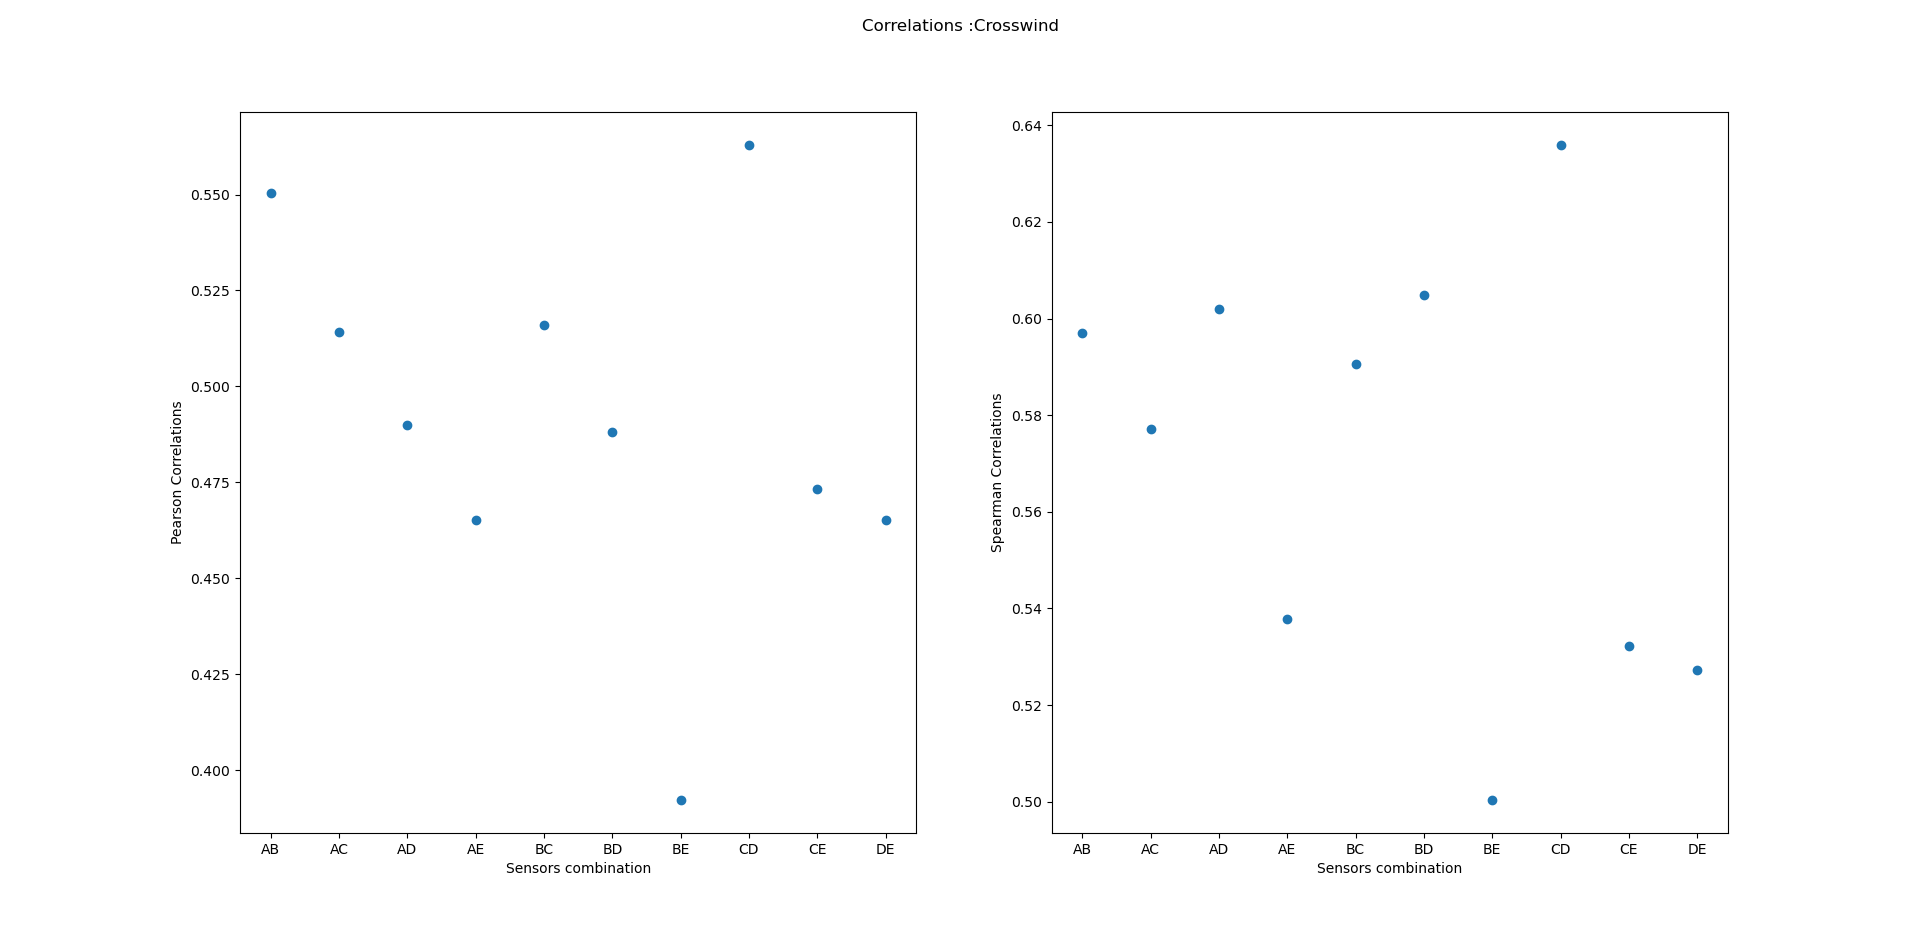 Correlations :Crosswind
Pearson Correlations
0.550
0.525
0.500
0.475
0.450
0.425
0.400
AB AC AD AE BC BD BE CD CE DE
Sensors combination
Spearman Correlations
0.64
0.62
0.60
0.58
0.56
0.54
0.52
0.50
AB AC AD AE BC BD BE CD CE DE
Sensors combination